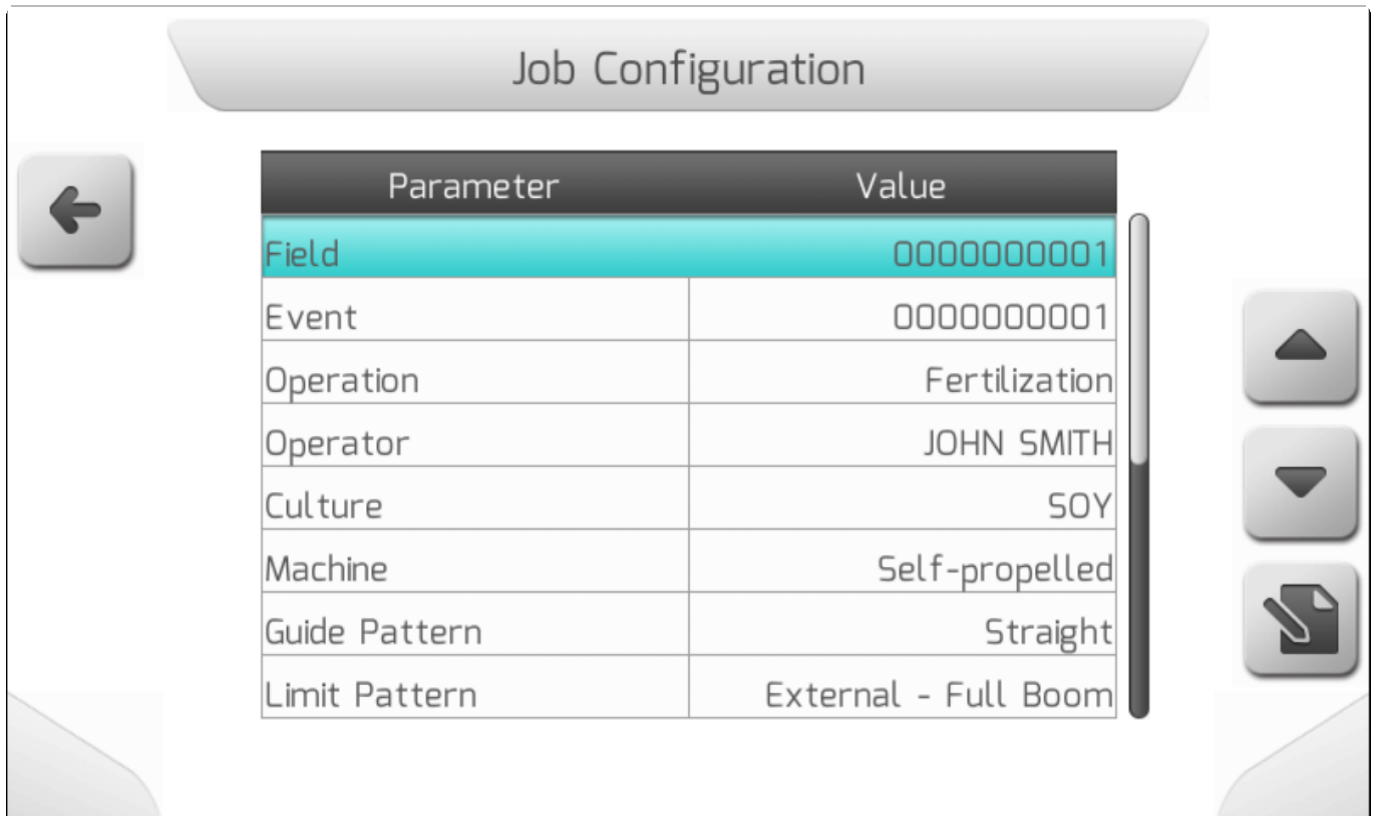 Job Configuration
Parameter Value
Field 0000000001
Event 0000000001
Operation Fertilization
Operator JOHN SMITH
Culture SOY
Machine Self-propelled
Guide Pattern Straight
Limit Pattern External - Full Boom